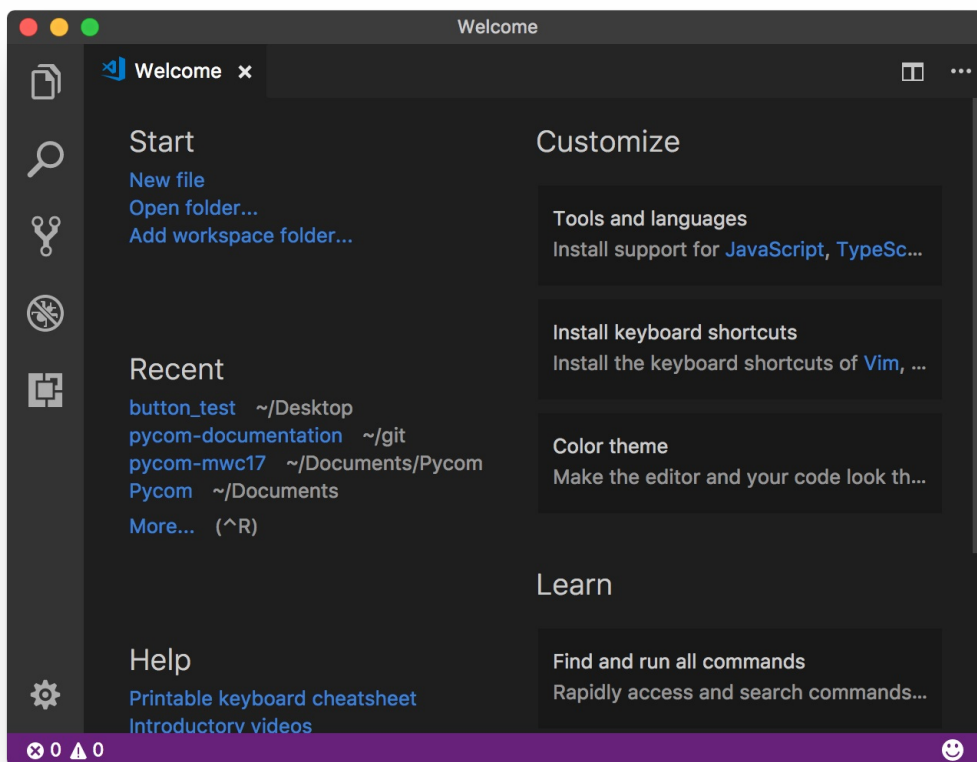 Welcome
Welcome
Start
New file
Open folder...
Add workspace folder...
Recent
button_test ~/Desktop
pycom-documentation ~/git
pycom-mwc17 ~/Documents/Pycom
Pycom ~/Documents
More... (^R)
Help
Printable keyboard cheatsheet
Introductory videos
Customize
Tools and languages
Install support for JavaScript, TypeSc...
Install keyboard shortcuts
Install the keyboard shortcuts of Vim, ...
Color theme
Make the editor and your code look th...
Learn
Find and run all commands
Rapidly access and search commands...
0 0